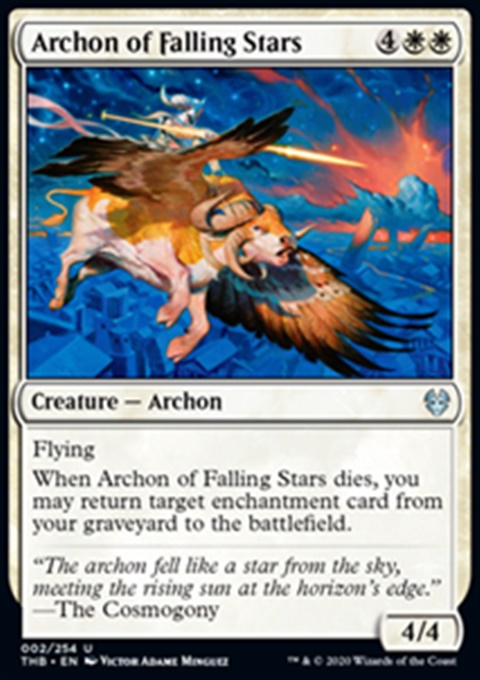 Archon of Falling Stars 4
Creature — Archon
Flying
When Archon of Falling Stars dies, you
may return target enchantment card from
your graveyard to the battlefield.
“The archon fell like a star from the sky,
meeting the rising sun at the horizon’s edge.”
—The Cosmogony
4/4
002/254 U
THB • EN Victor Adame Minguez
™ & © 2020 Wizards of the Coast